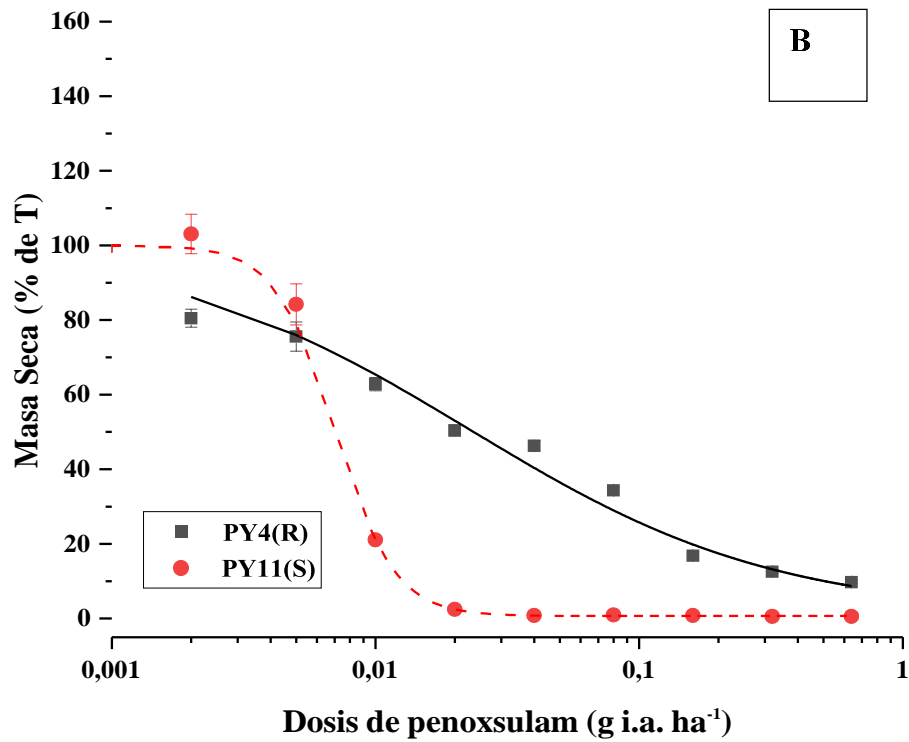 B
160
140
120
100
80
60
40
20
0
Masa Seca (% de T)
PY4(R)
PY11(S)
0,001 0,01 0,1 1
Dosis de penoxsulam (g i.a. ha⁻¹)